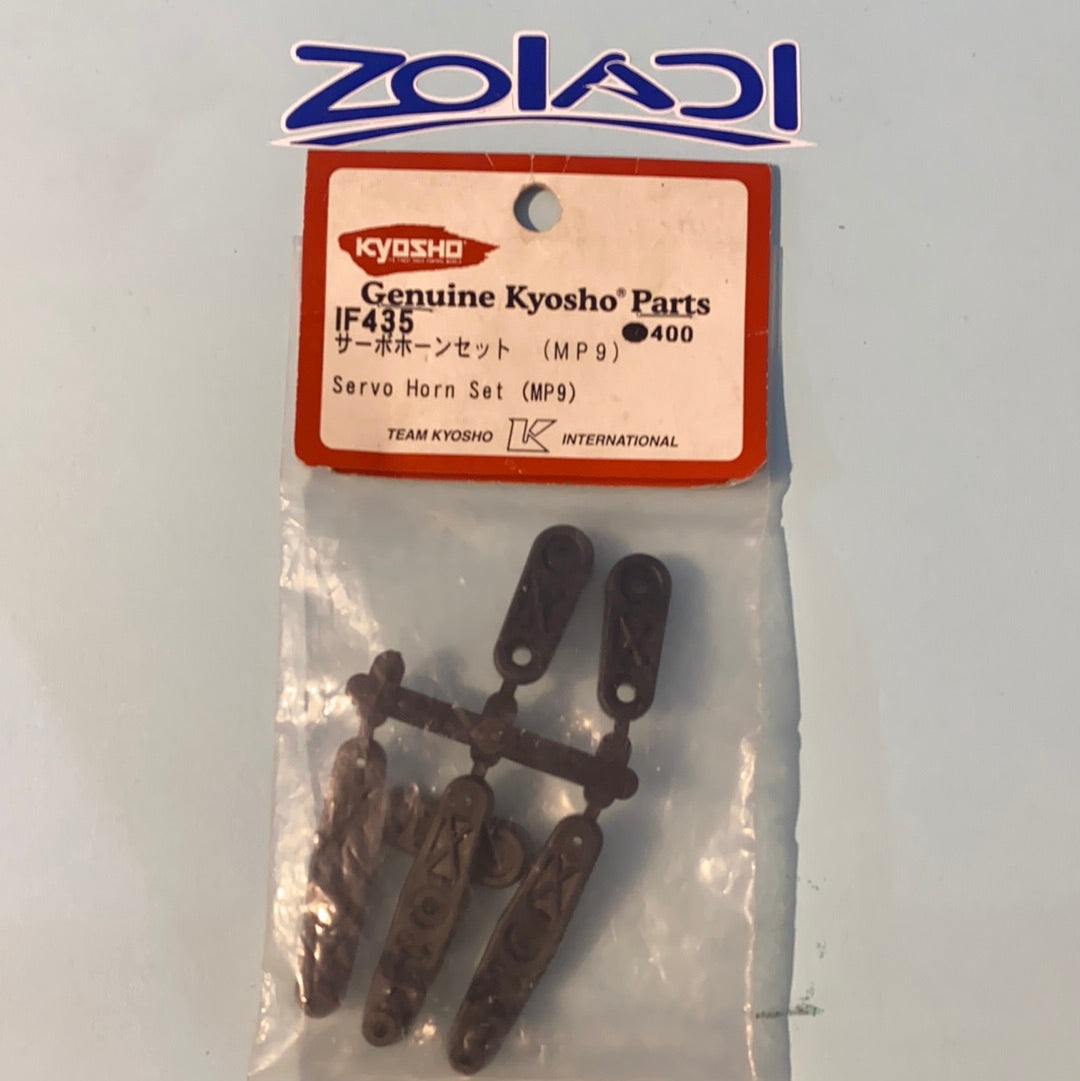 ZOIADI
KYOSHO
Genuine Kyosho® Parts
IF435
●400
サーボホーンセット (MP9)
Servo Horn Set (MP9)
TEAM KYOSHO K INTERNATIONAL